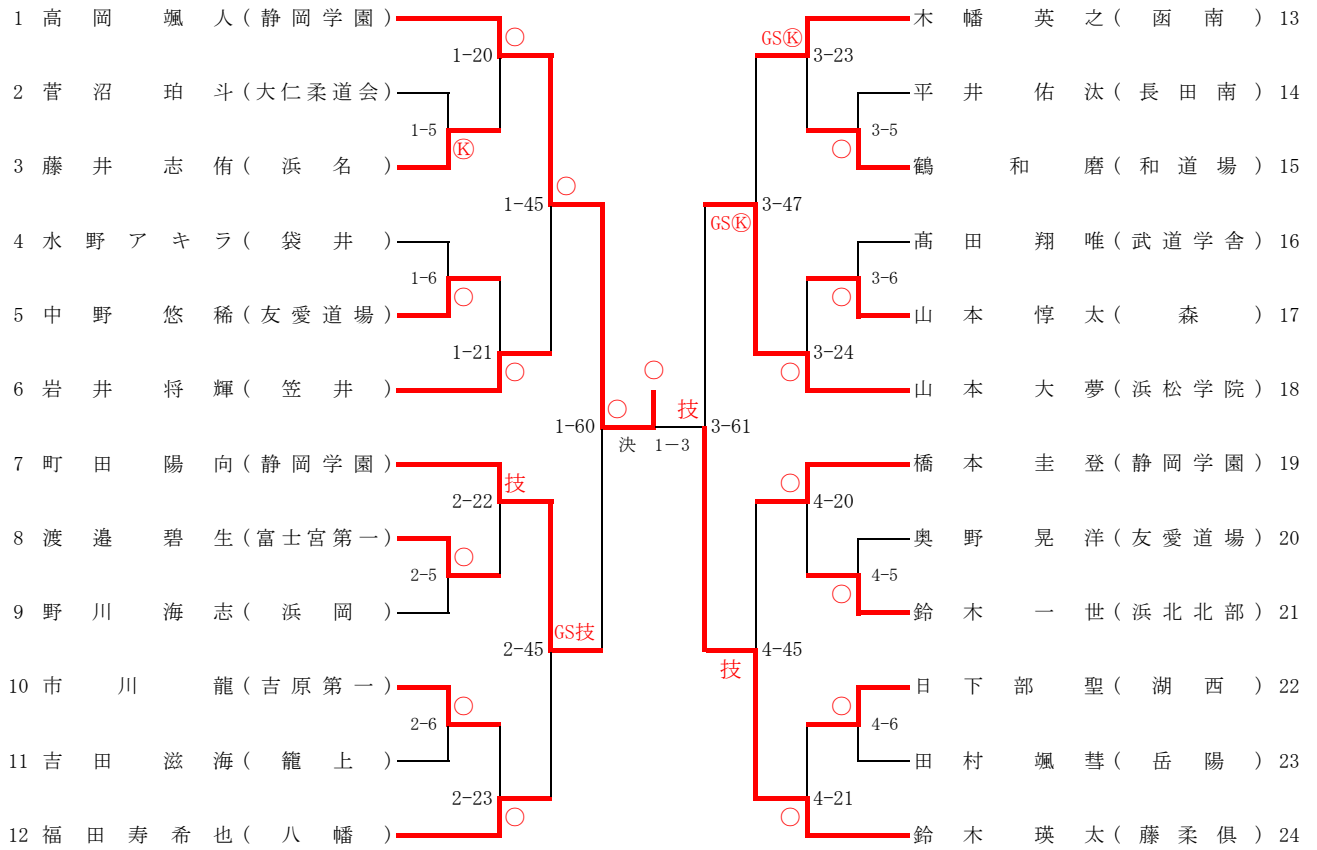 1 高岡颯人(静岡学園)
○
1-20
2 菅沼珀斗(大仁柔道会)
1-5
Ⓚ
3 藤井志侑(浜名)
○
1-45
4 水野アキラ(袋井)
1-6
○
5 中野悠稀(友愛道場)
1-21
○
6 岩井将輝(笠井)
○
1-60
○
決 1-3
7 町田陽向(静岡学園)
技
2-22
8 渡邉碧生(富士宮第一)
○
2-5
9 野川海志(浜岡)
GS技
2-45
10 市川龍(吉原第一)
○
2-6
11 吉田滋海(籠上)
2-23
○
12 福田寿希也(八幡)
木幡英之(函南) 13
GSⓀ
3-23
平井佑汰(長田南) 14
3-5
○
鶴和磨(和道場) 15
3-47
GSⓀ
髙田翔唯(武道学舎) 16
3-6
○
山本惇太(森) 17
3-24
○
山本大夢(浜松学院) 18
技
3-61
橋本圭登(静岡学園) 19
○
4-20
奥野晃洋(友愛道場) 20
4-5
○
鈴木一世(浜北北部) 21
4-45
技
日下部聖(湖西) 22
○
4-6
田村颯彗(岳陽) 23
4-21
○
鈴木瑛太(藤柔倶) 24